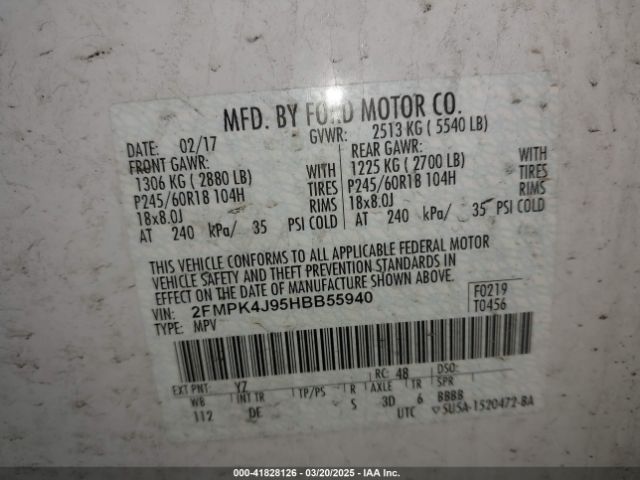 MFD. BY FORD MOTOR CO.
DATE: 02/17 GVWR: 2513 KG ( 5540 LB)
FRONT GAWR: REAR GAWR:
1306 KG ( 2880 LB) WITH 1225 KG ( 2700 LB) WITH
P245/60R18 104H TIRES P245/60R18 104H TIRES
18x8.0J RIMS 18x8.0J RIMS
AT 240 kPa/ 35 PSI COLD AT 240 kPa/ 35 PSI COLD
THIS VEHICLE CONFORMS TO ALL APPLICABLE FEDERAL MOTOR
VEHICLE SAFETY AND THEFT PREVENTION STANDARDS IN
EFFECT ON THE DATE OF MANUFACTURE SHOWN ABOVE.
VIN: 2FMPK4J95HBB55940 F0219
TYPE: MPV T0456
EXT PNT: YZ RC: 48 DSO:
WB INT TR TP/PS R AXLE TR SPR
112 DE S 3D 6 BBBB
UTC SU5A-1520472-BA
000-41828126 — 03/20/2025 — IAA Inc.